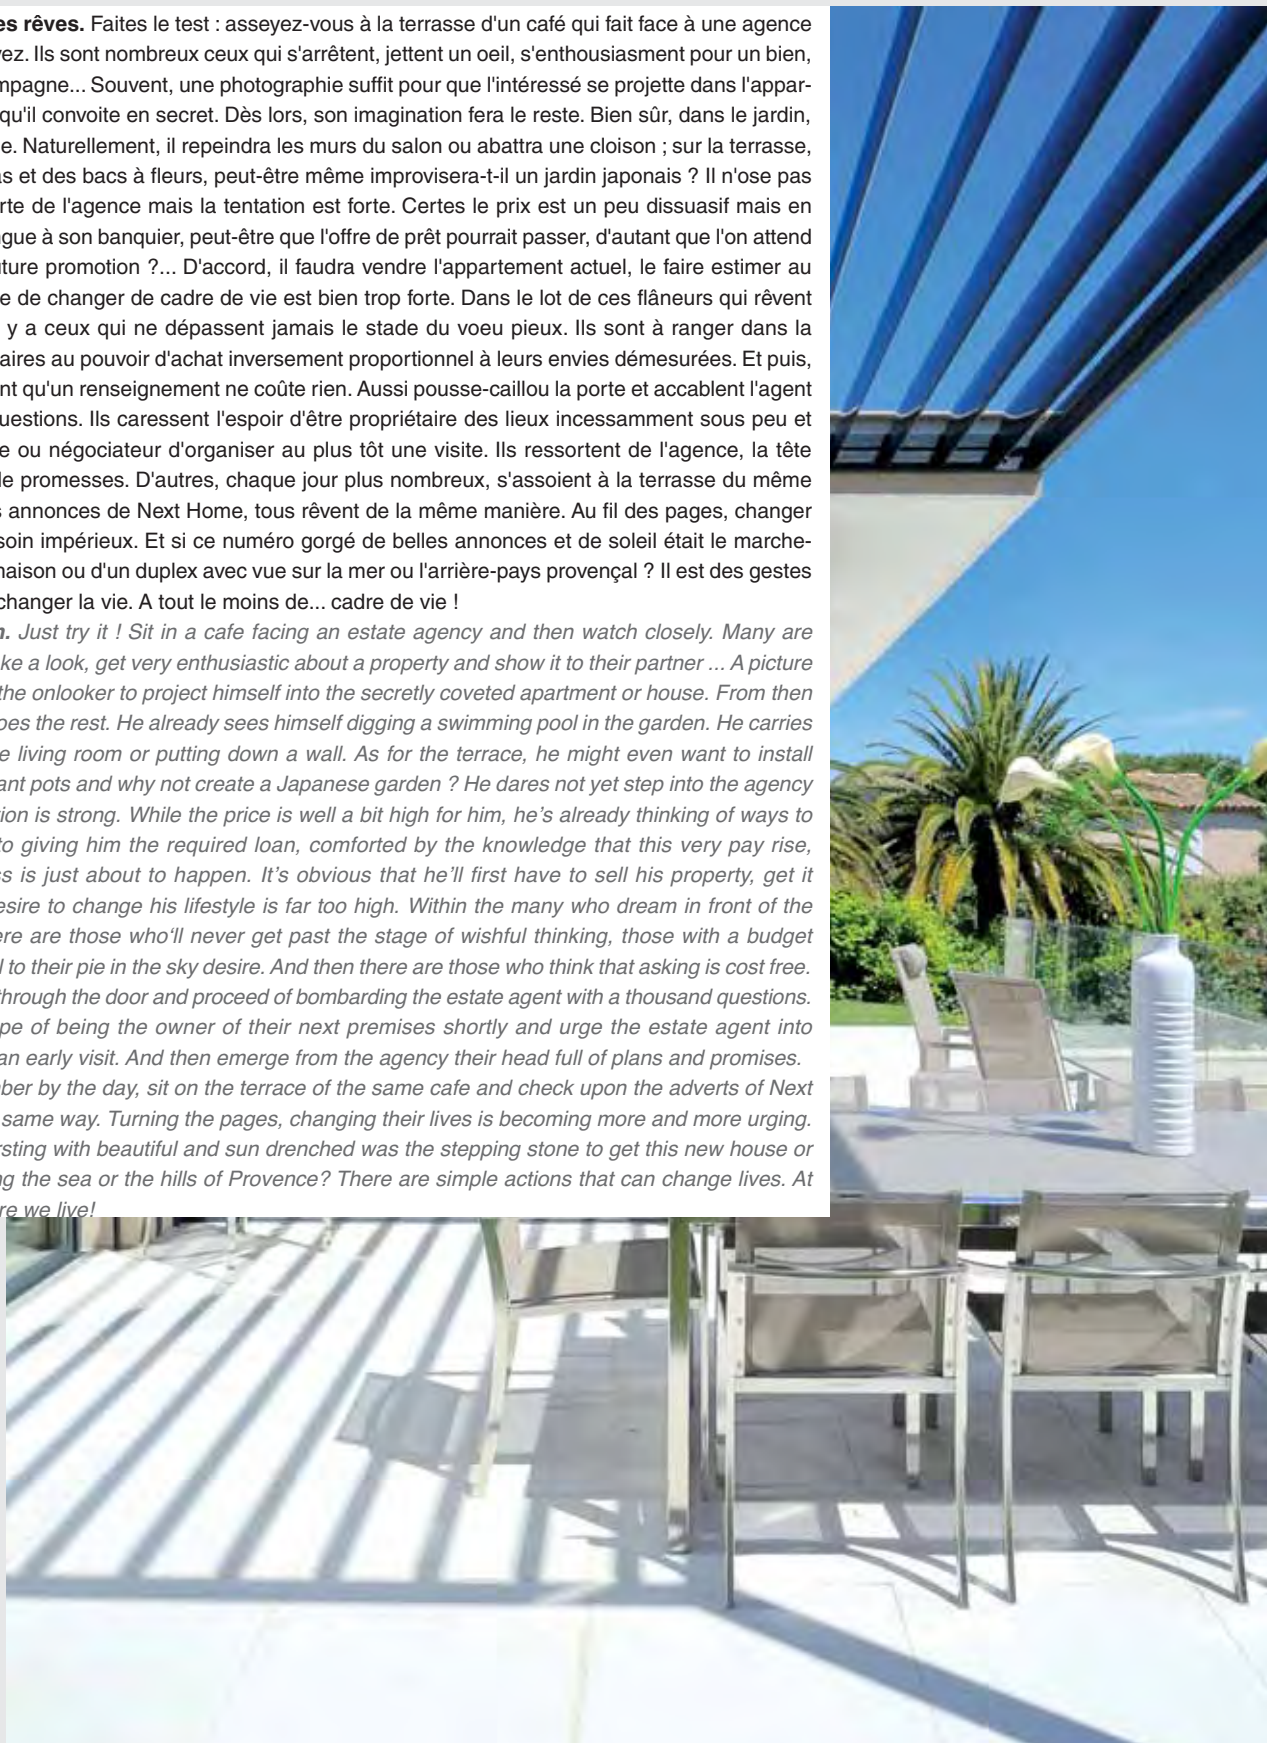 es rêves. Faites le test : asseyez-vous à la terrasse d'un café qui fait face à une agence
vez. Ils sont nombreux ceux qui s'arrêtent, jettent un oeil, s'enthousiasment pour un bien,
mpagne... Souvent, une photographie suffit pour que l'intéressé se projette dans l'appar-
qu'il convoite en secret. Dès lors, son imagination fera le reste. Bien sûr, dans le jardin,
e. Naturellement, il repeindra les murs du salon ou abattra une cloison ; sur la terrasse,
as et des bacs à fleurs, peut-être même improvisera-t-il un jardin japonais ? Il n'ose pas
rte de l'agence mais la tentation est forte. Certes le prix est un peu dissuasif mais en
ngue à son banquier, peut-être que l'offre de prêt pourrait passer, d'autant que l'on attend
uture promotion ?... D'accord, il faudra vendre l'appartement actuel, le faire estimer au
e de changer de cadre de vie est bien trop forte. Dans le lot de ces flâneurs qui rêvent
y a ceux qui ne dépassent jamais le stade du voeu pieux. Ils sont à ranger dans la
aires au pouvoir d'achat inversement proportionnel à leurs envies démesurées. Et puis,
nt qu'un renseignement ne coûte rien. Aussi pousse-caillou la porte et accablent l'agent
uestions. Ils caressent l'espoir d'être propriétaire des lieux incessamment sous peu et
e ou négociateur d'organiser au plus tôt une visite. Ils ressortent de l'agence, la tête
de promesses. D'autres, chaque jour plus nombreux, s'assoient à la terrasse du même
s annonces de Next Home, tous rêvent de la même manière. Au fil des pages, changer
soin impérieux. Et si ce numéro gorgé de belles annonces et de soleil était le marche-
maison ou d'un duplex avec vue sur la mer ou l'arrière-pays provençal ? Il est des gestes
changer la vie. A tout le moins de... cadre de vie !
n. Just try it ! Sit in a cafe facing an estate agency and then watch closely. Many are
ke a look, get very enthusiastic about a property and show it to their partner ... A picture
the onlooker to project himself into the secretly coveted apartment or house. From then
oes the rest. He already sees himself digging a swimming pool in the garden. He carries
e living room or putting down a wall. As for the terrace, he might even want to install
ant pots and why not create a Japanese garden ? He dares not yet step into the agency
tion is strong. While the price is well a bit high for him, he's already thinking of ways to
to giving him the required loan, comforted by the knowledge that this very pay rise,
ss is just about to happen. It's obvious that he'll first have to sell his property, get it
esire to change his lifestyle is far too high. Within the many who dream in front of the
ere are those who'll never get past the stage of wishful thinking, those with a budget
l to their pie in the sky desire. And then there are those who think that asking is cost free.
through the door and proceed of bombarding the estate agent with a thousand questions.
pe of being the owner of their next premises shortly and urge the estate agent into
an early visit. And then emerge from the agency their head full of plans and promises.
ber by the day, sit on the terrace of the same cafe and check upon the adverts of Next
same way. Turning the pages, changing their lives is becoming more and more urging.
rsting with beautiful and sun drenched was the stepping stone to get this new house or
ng the sea or the hills of Provence? There are simple actions that can change lives. At
re we live!